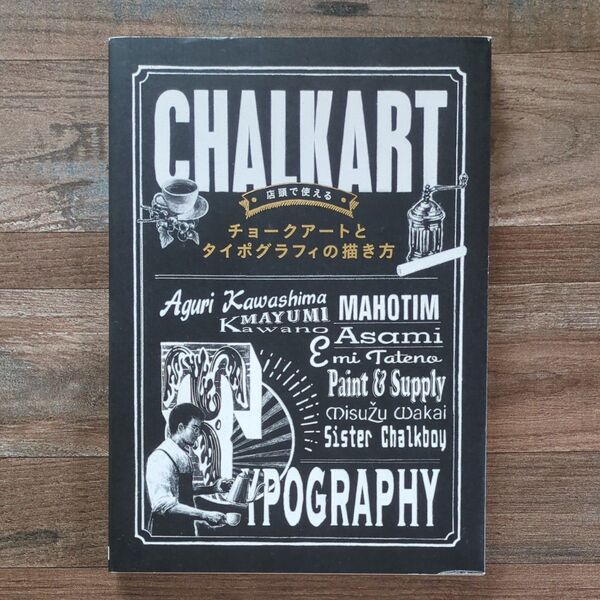 CHALKART
店頭で使える
チョークアートと
タイポグラフィの描き方
Aguri Kawashima
MAYUMI
Kawano
MAHOTIM
Asami
Emi Tateno
Paint & Supply
Misuzu Wakai
Sister Chalkboy
TYPOGRAPHY